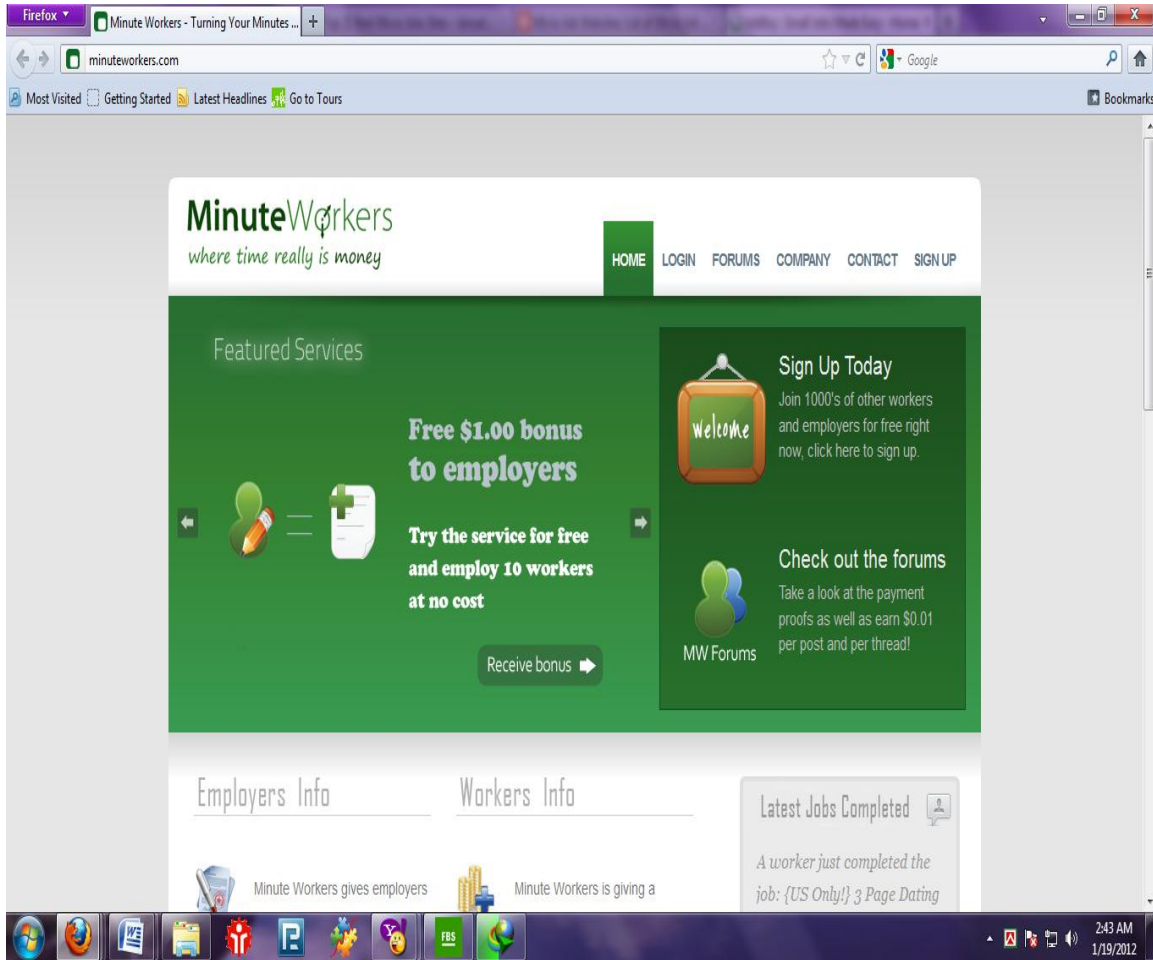 Firefox
Minute Workers - Turning Your Minutes ...
minuteworkers.com
Google
Most Visited Getting Started Latest Headlines Go to Tours
Bookmarks
MinuteWorkers
where time really is money
HOME LOGIN FORUMS COMPANY CONTACT SIGN UP
Featured Services
Free $1.00 bonus
to employers
Try the service for free
and employ 10 workers
at no cost
Receive bonus
welcome
Sign Up Today
Join 1000's of other workers
and employers for free right
now, click here to sign up.
MW Forums
Check out the forums
Take a look at the payment
proofs as well as earn $0.01
per post and per thread!
Employers Info
Minute Workers gives employers
Workers Info
Minute Workers is giving a
Latest Jobs Completed
A worker just completed the
job: {US Only!} 3 Page Dating
FBS
2:43 AM
1/19/2012